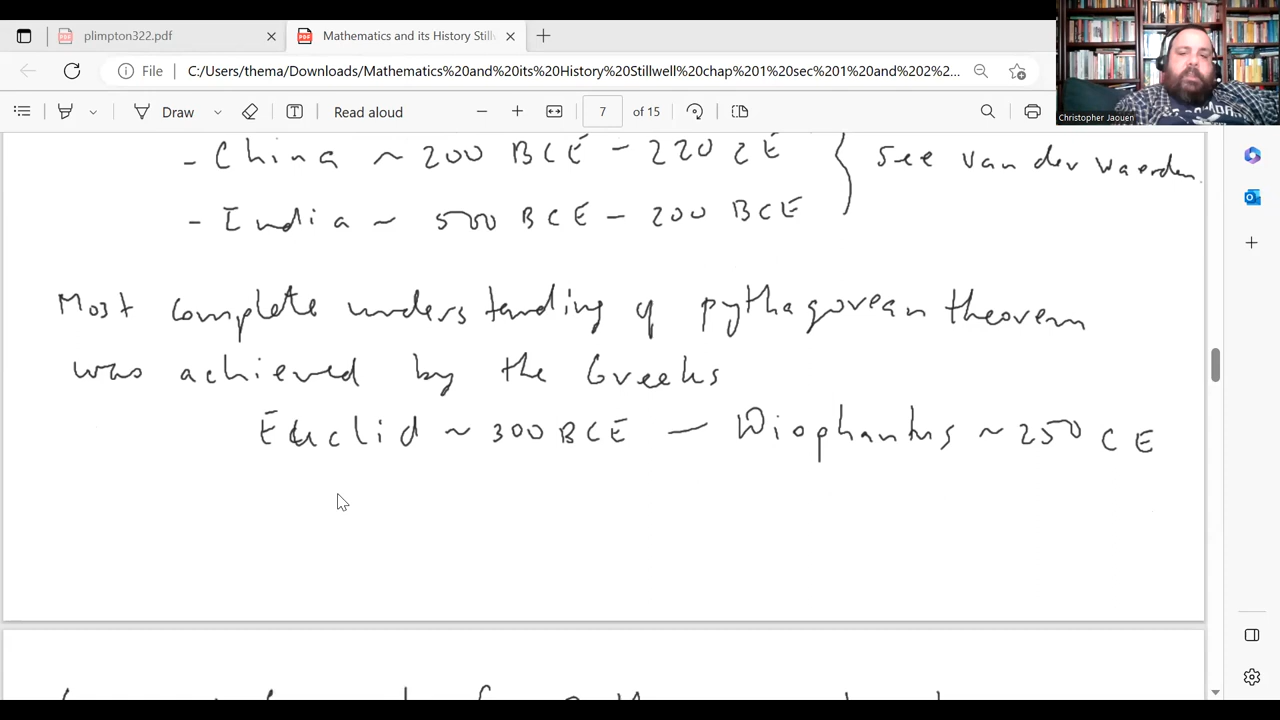 plimpton322.pdf
Mathematics and its History Still
File
C:/Users/thema/Downloads/Mathematics%20and%20its%20History%20Stillwell%20chap%201%20sec%201%20and%202%2...
Draw
Read aloud
7 of 15
Christopher Jaouen
- China ~ 200 BCE - 220 CE
- India ~ 500 BCE - 200 BCE
See van der Waerden.
Most complete understanding of pythagorean theorem
was achieved by the Greeks
Euclid ~ 300 BCE — Diophantus ~ 250 CE